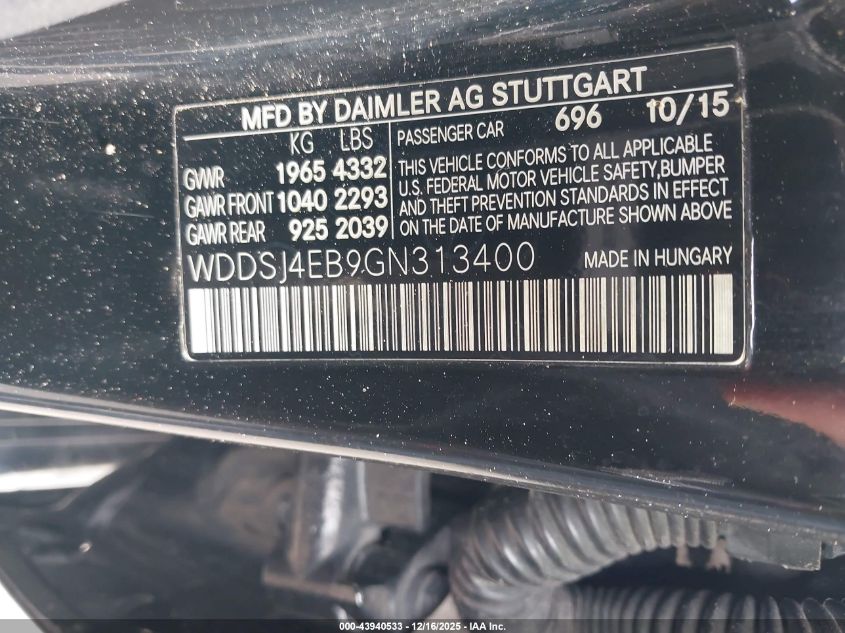 MFD BY DAIMLER AG STUTTGART
KG LBS
GVWR 1965 4332
GAWR FRONT 1040 2293
GAWR REAR 925 2039
PASSENGER CAR 696 10/15
THIS VEHICLE CONFORMS TO ALL APPLICABLE
U.S. FEDERAL MOTOR VEHICLE SAFETY, BUMPER
AND THEFT PREVENTION STANDARDS IN EFFECT
ON THE DATE OF MANUFACTURE SHOWN ABOVE
WDDSJ4EB9GN313400 MADE IN HUNGARY
000-43940533 - 12/16/2025 - IAA Inc.